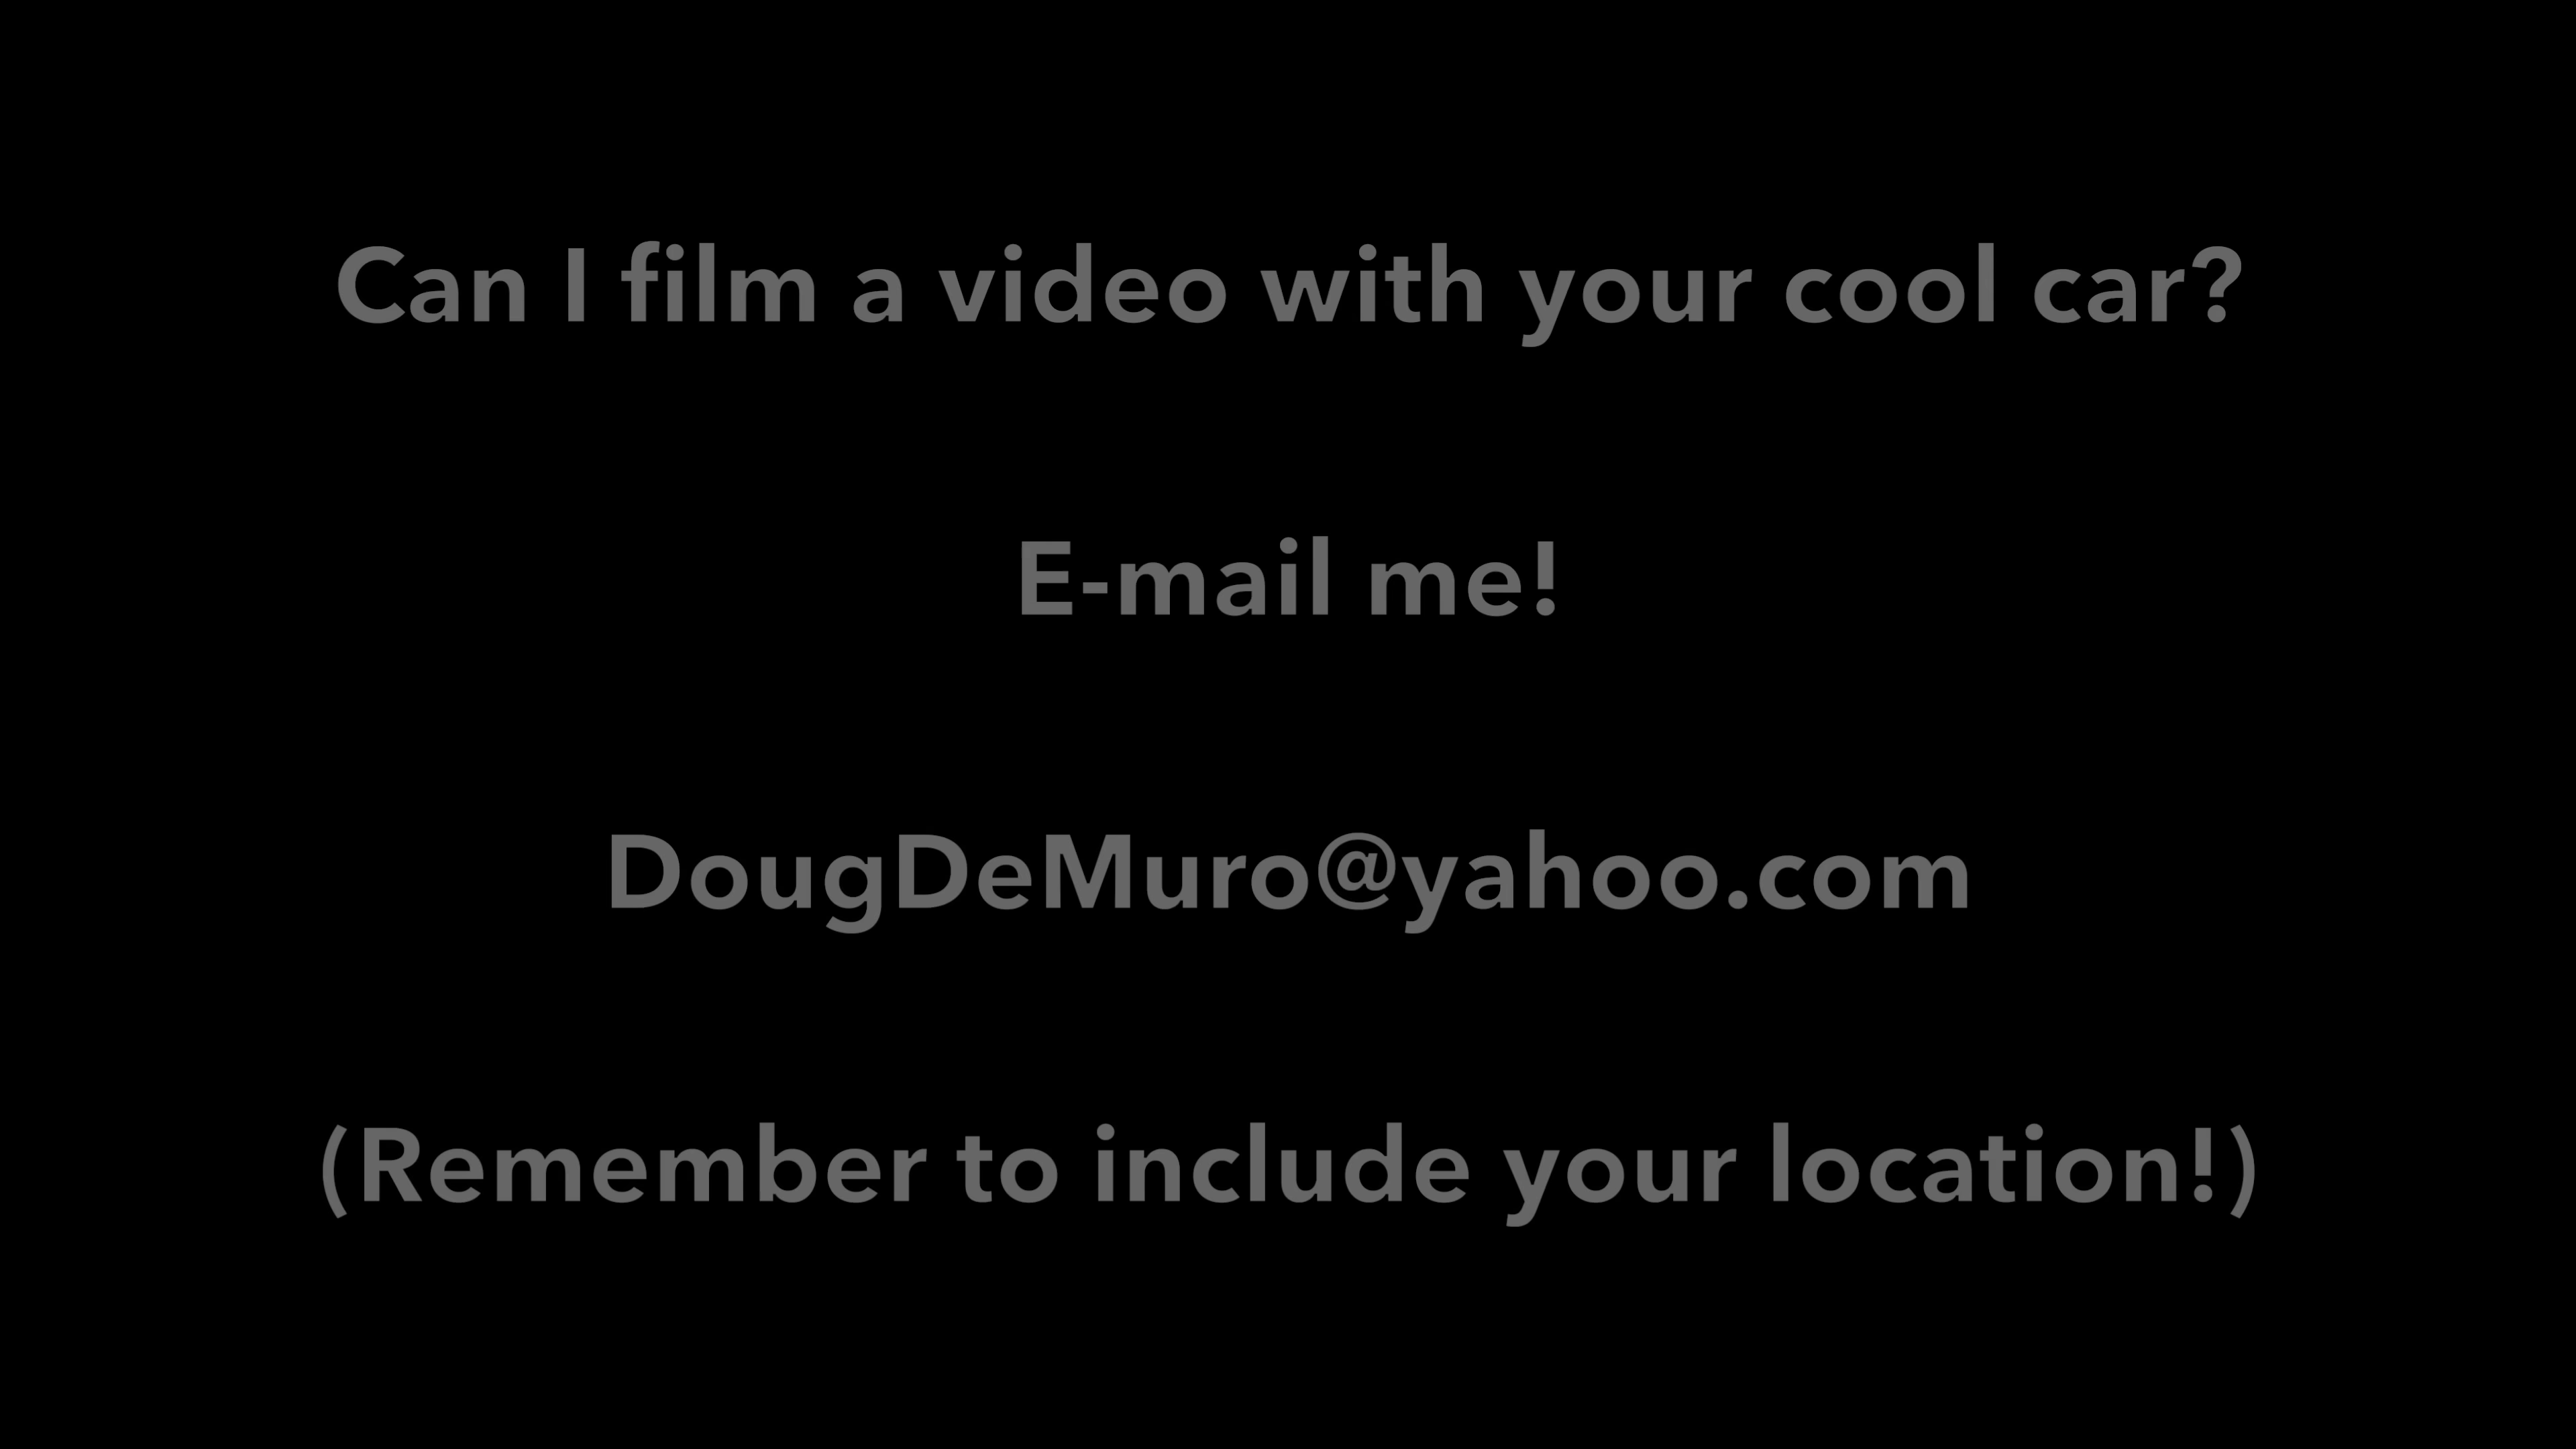 Can I film a video with your cool car?
E-mail me!
DougDeMuro@yahoo.com
(Remember to include your location!)